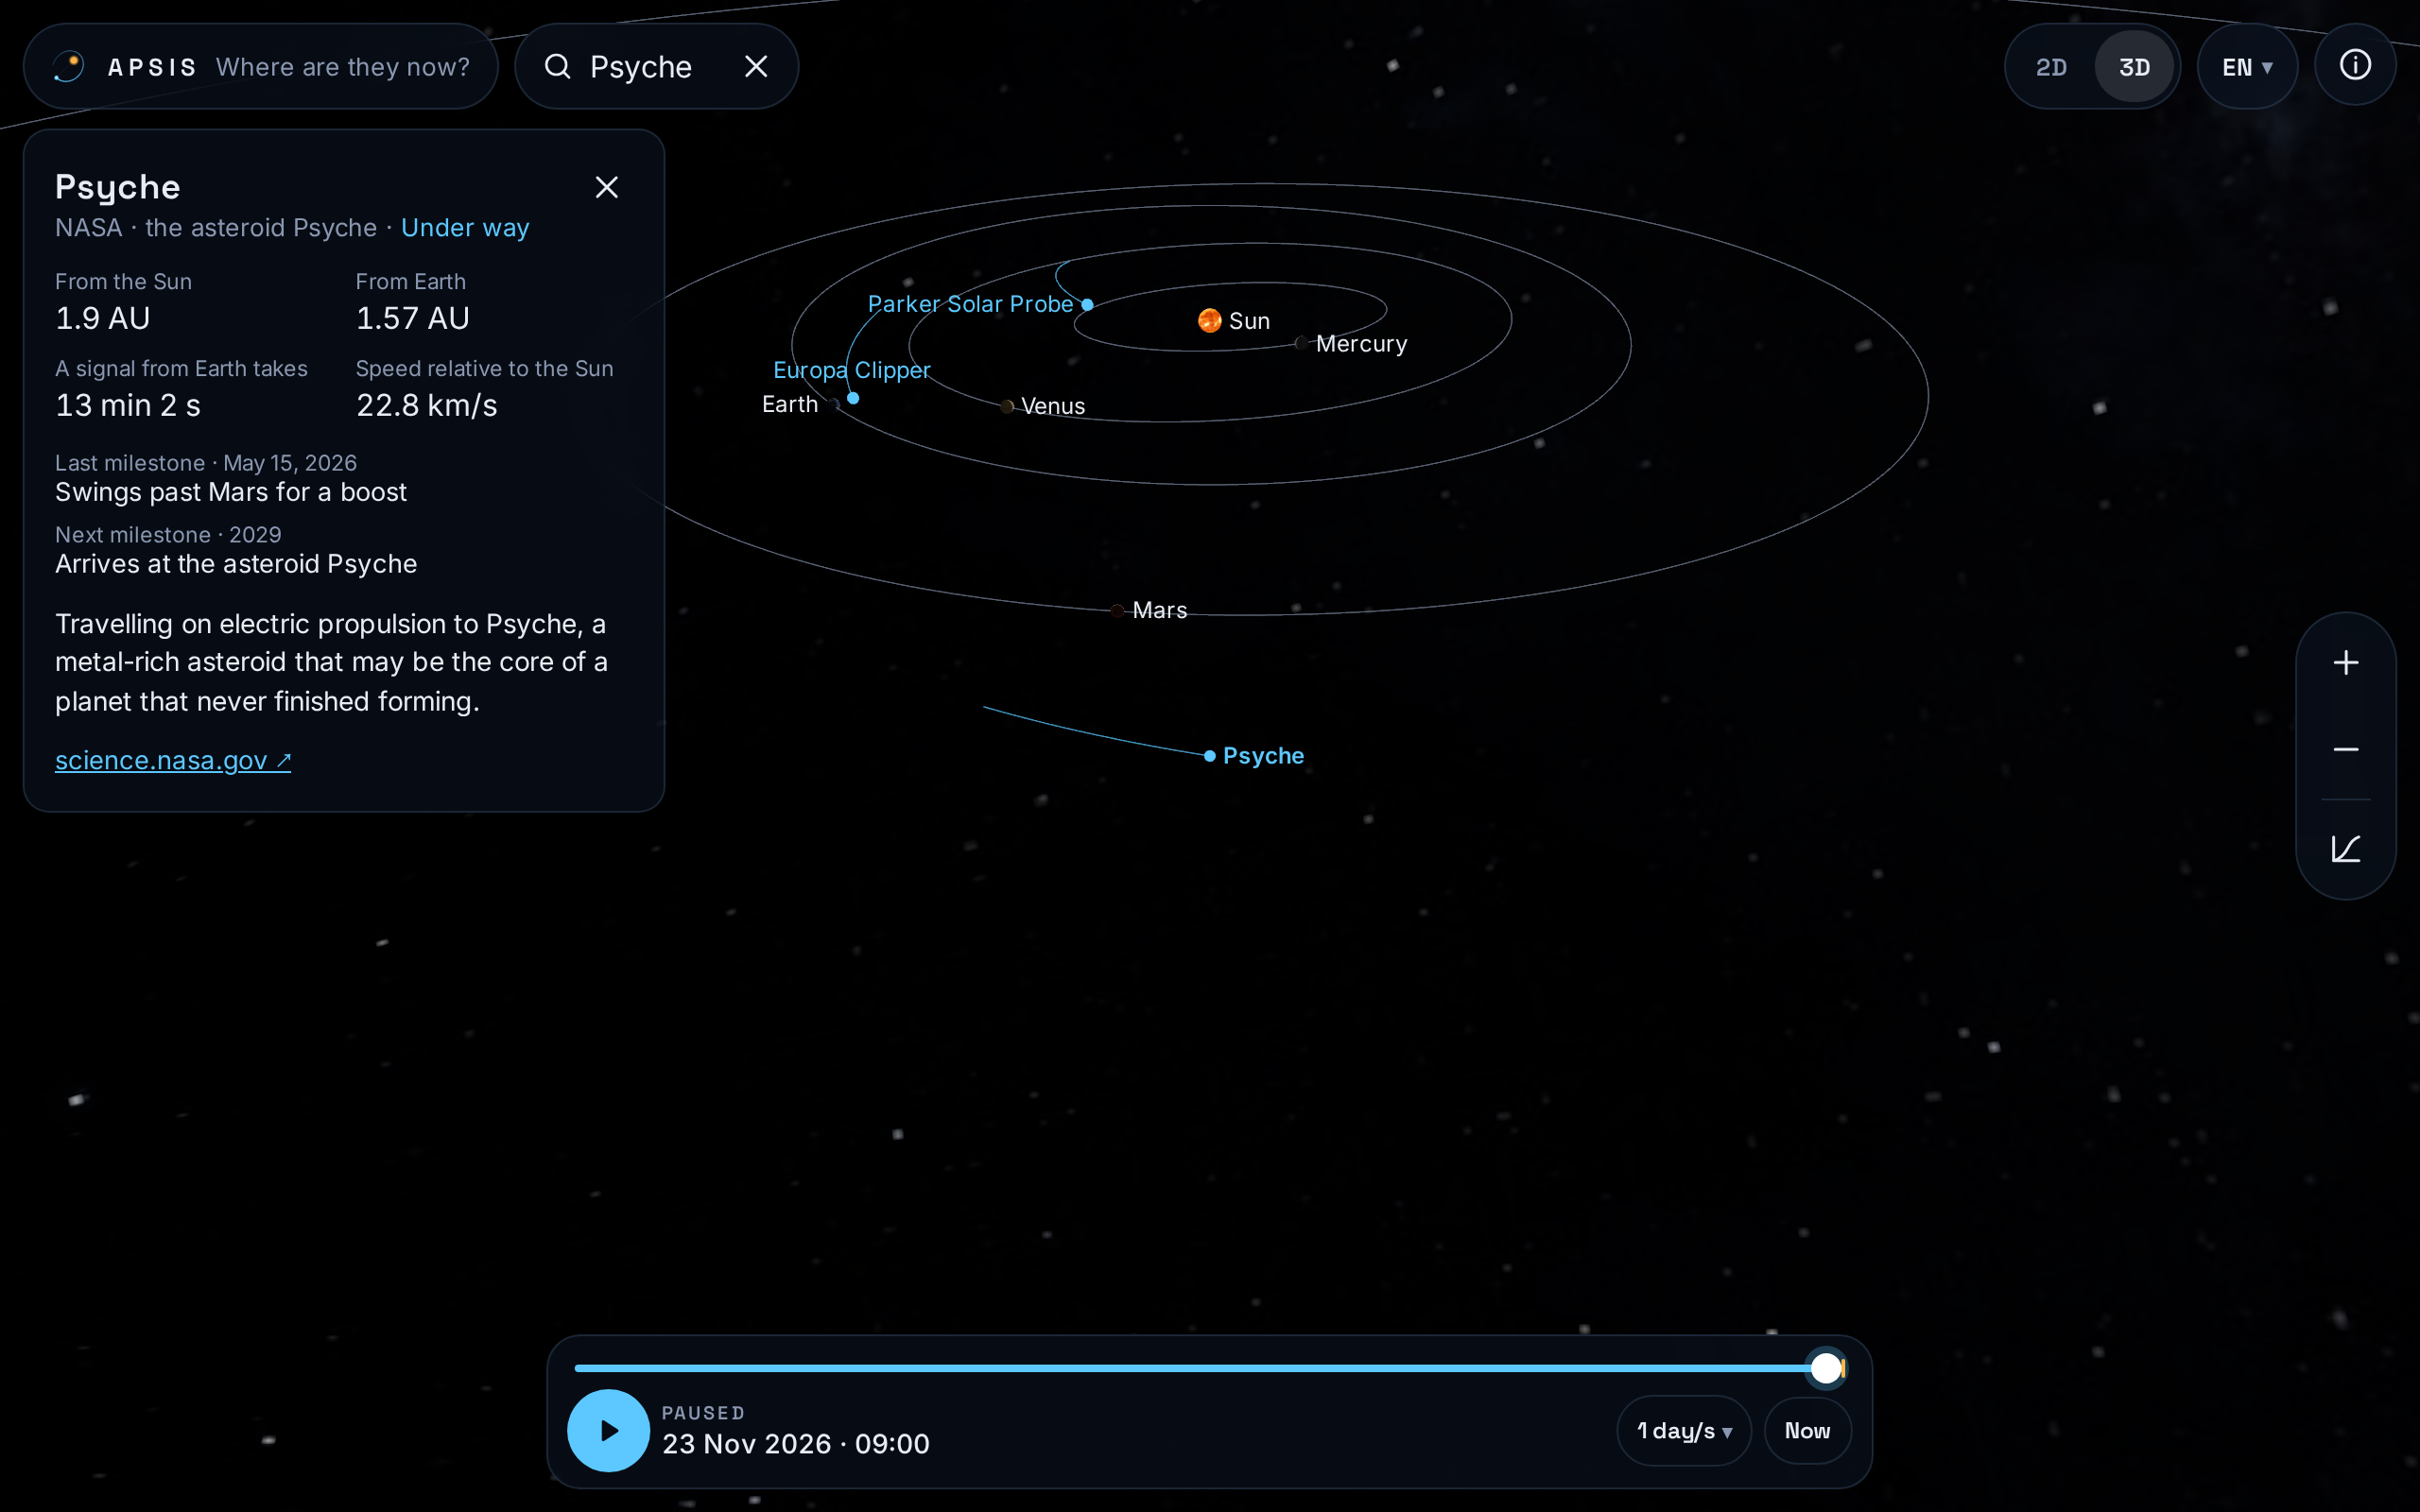 APSIS Where are they now?
Psyche
2D 3D
EN ▾
Psyche
NASA · the asteroid Psyche · Under way
From the Sun
1.9 AU
From Earth
1.57 AU
A signal from Earth takes
13 min 2 s
Speed relative to the Sun
22.8 km/s
Last milestone · May 15, 2026
Swings past Mars for a boost
Next milestone · 2029
Arrives at the asteroid Psyche
Travelling on electric propulsion to Psyche, a
metal-rich asteroid that may be the core of a
planet that never finished forming.
science.nasa.gov ↗
Parker Solar Probe
Sun
Mercury
Europa Clipper
Earth
Venus
Mars
Psyche
PAUSED
23 Nov 2026 · 09:00
1 day/s ▾
Now